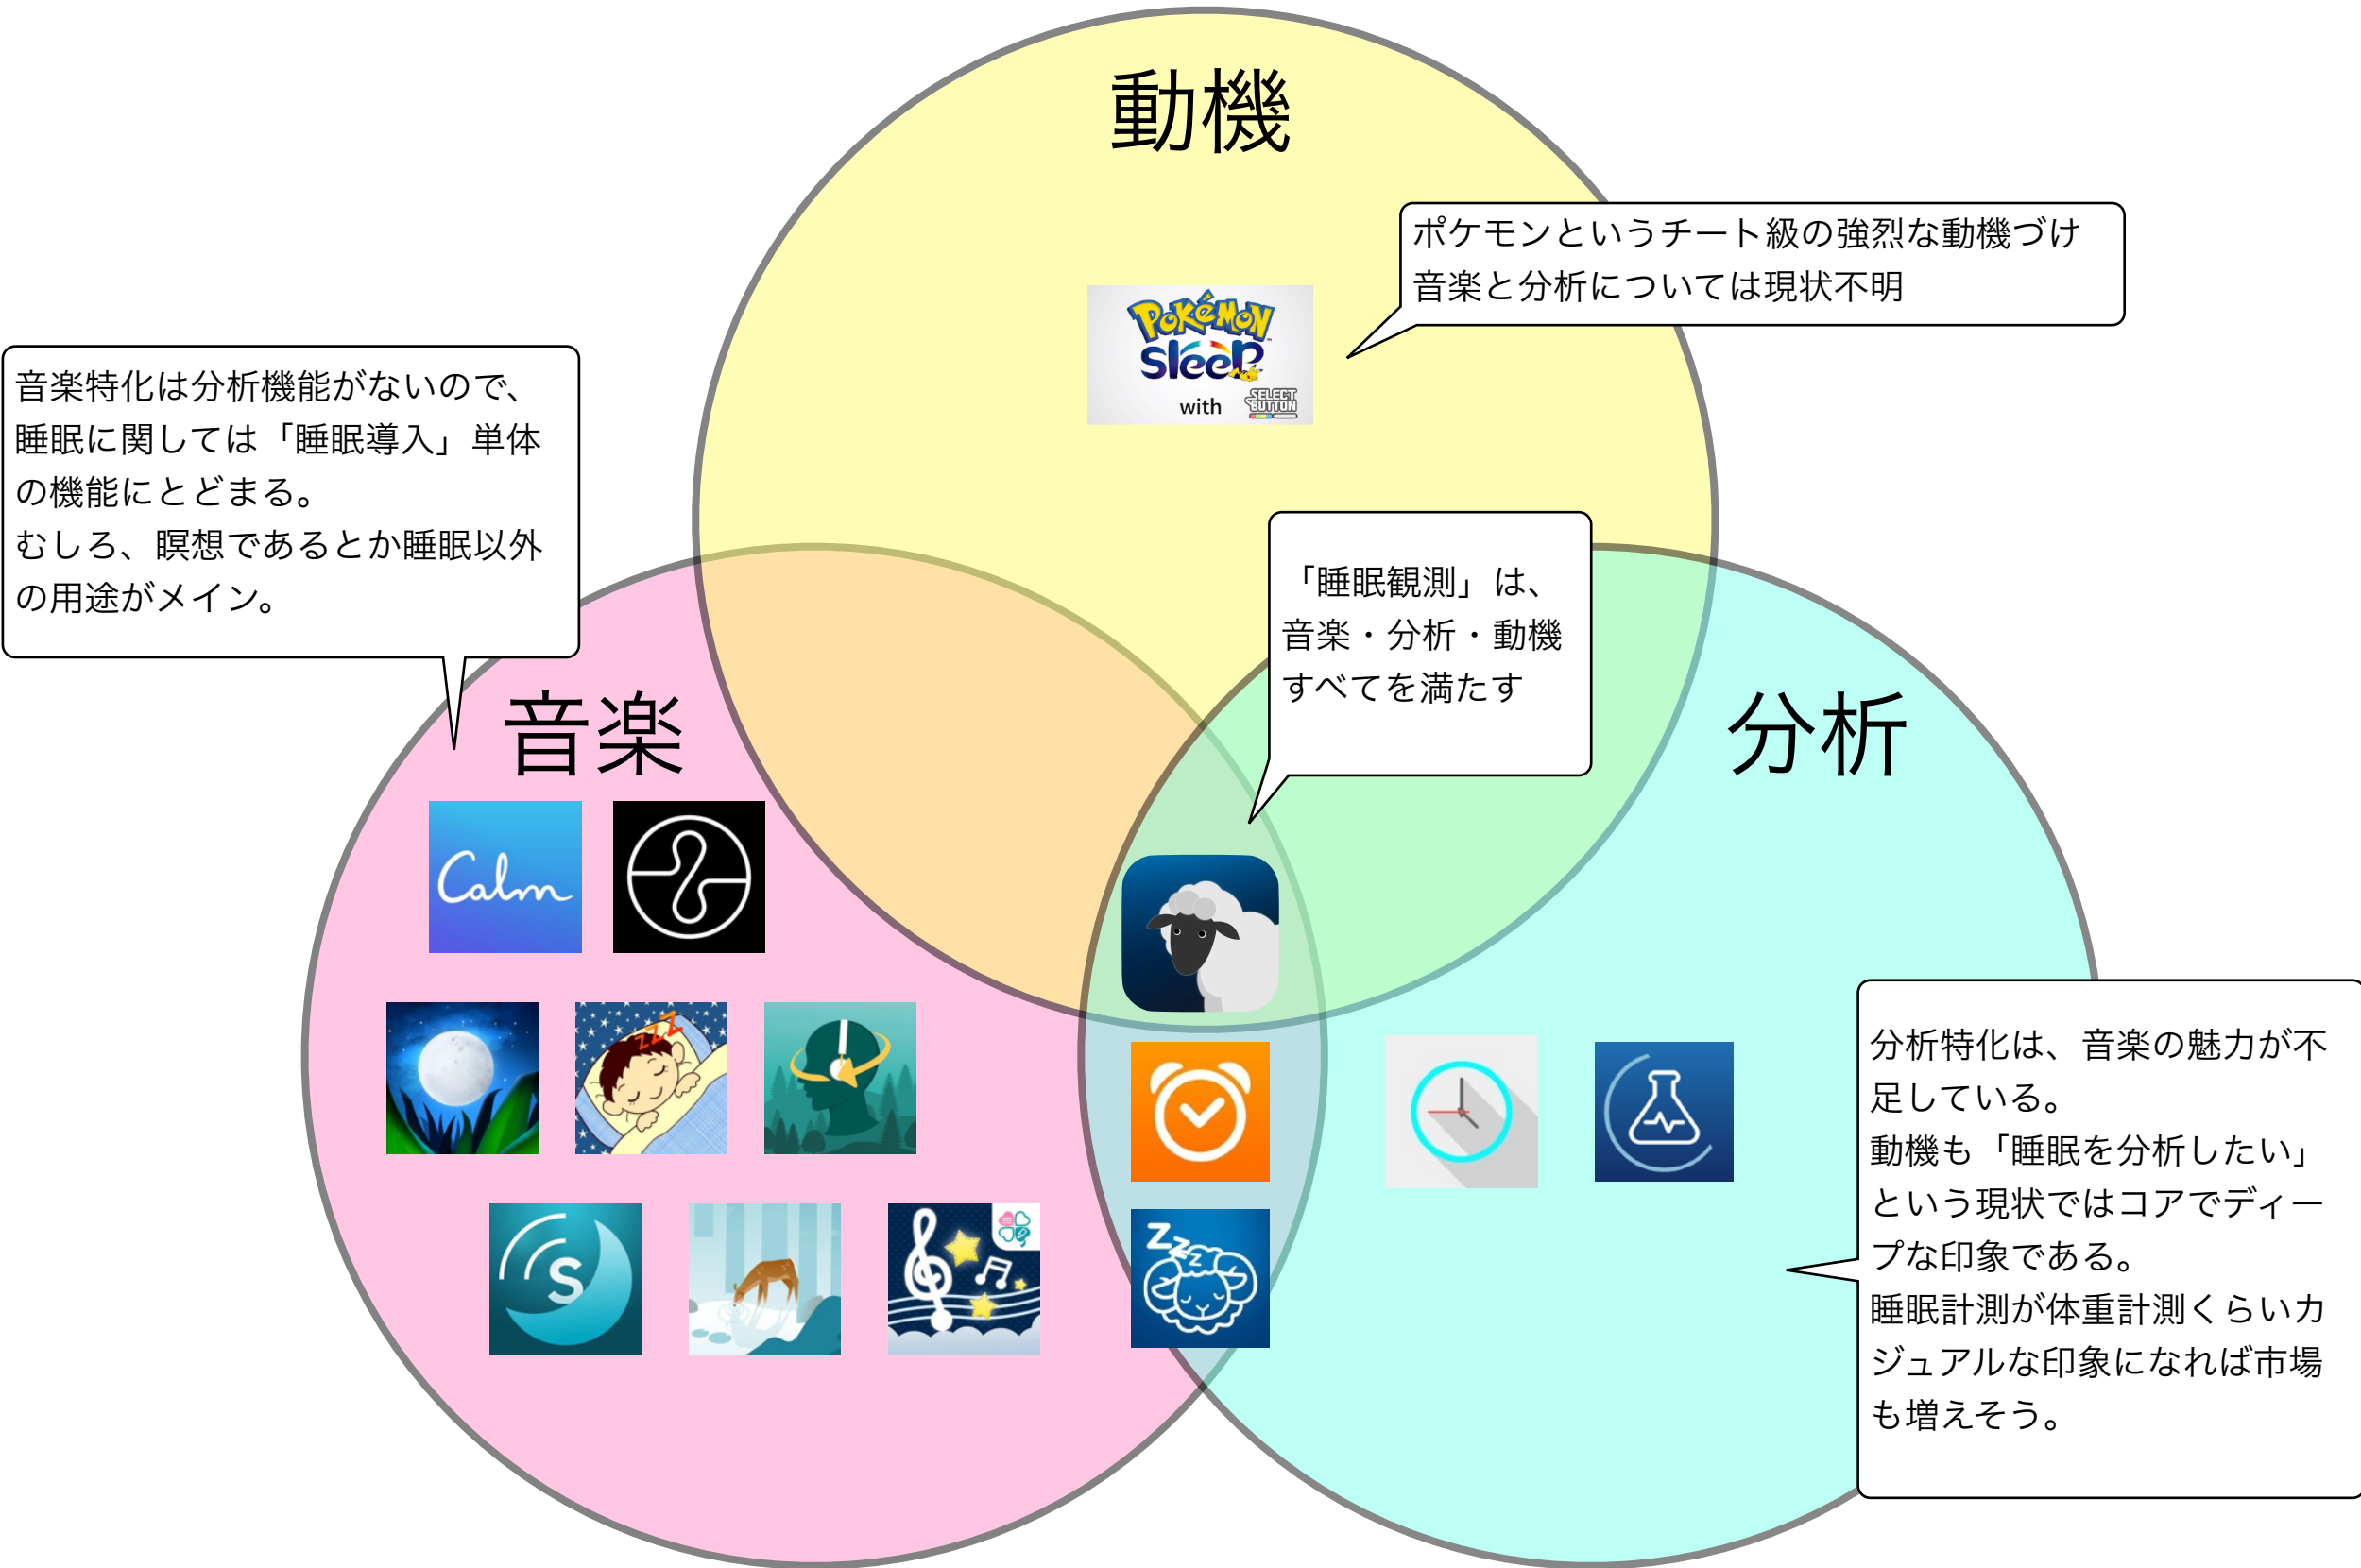 動機
ポケモンというチート級の強烈な動機づけ
音楽と分析については現状不明
POKÉMON
Sleep
with
SELECT
BUTTON
音楽特化は分析機能がないので、
睡眠に関しては「睡眠導入」単体
の機能にとどまる。
むしろ、瞑想であるとか睡眠以外
の用途がメイン。
「睡眠観測」は、
音楽・分析・動機
すべてを満たす
音楽
分析
Calm
zzz
S
分析特化は、音楽の魅力が不
足している。
動機も「睡眠を分析したい」
という現状ではコアでディー
プな印象である。
睡眠計測が体重計測くらいカ
ジュアルな印象になれば市場
も増えそう。
ZZZZ